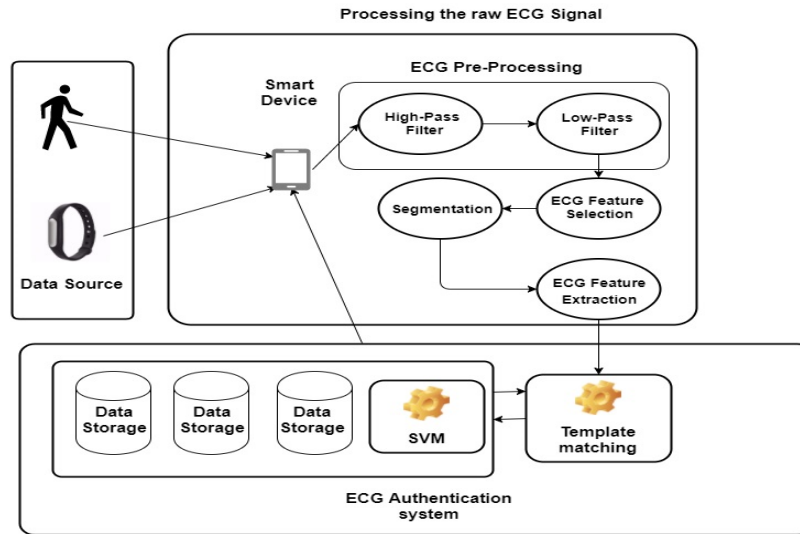 Processing the raw ECG Signal
ECG Pre-Processing
Smart
Device
High-Pass
Filter
Low-Pass
Filter
Segmentation
ECG Feature
Selection
Data Source
ECG Feature
Extraction
Data
Storage
Data
Storage
Data
Storage
SVM
Template
matching
ECG Authentication
system